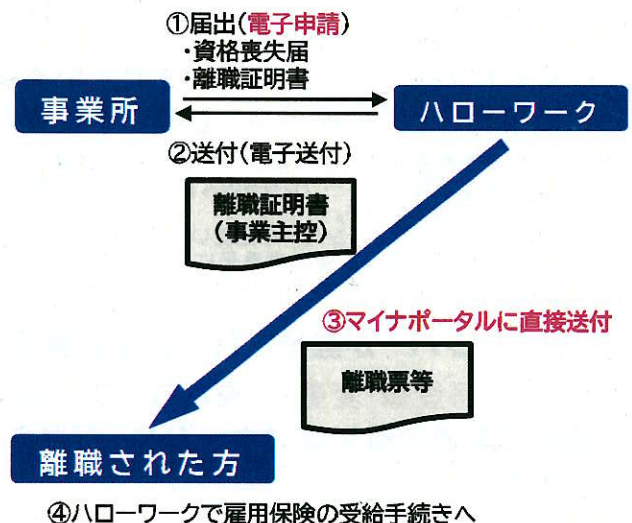 ①届出(電子申請)
・資格喪失届
・離職証明書
事業所
ハローワーク
②送付(電子送付)
離職証明書
(事業主控)
③マイナポータルに直接送付
離職票等
離職された方
④ハローワークで雇用保険の受給手続きへ